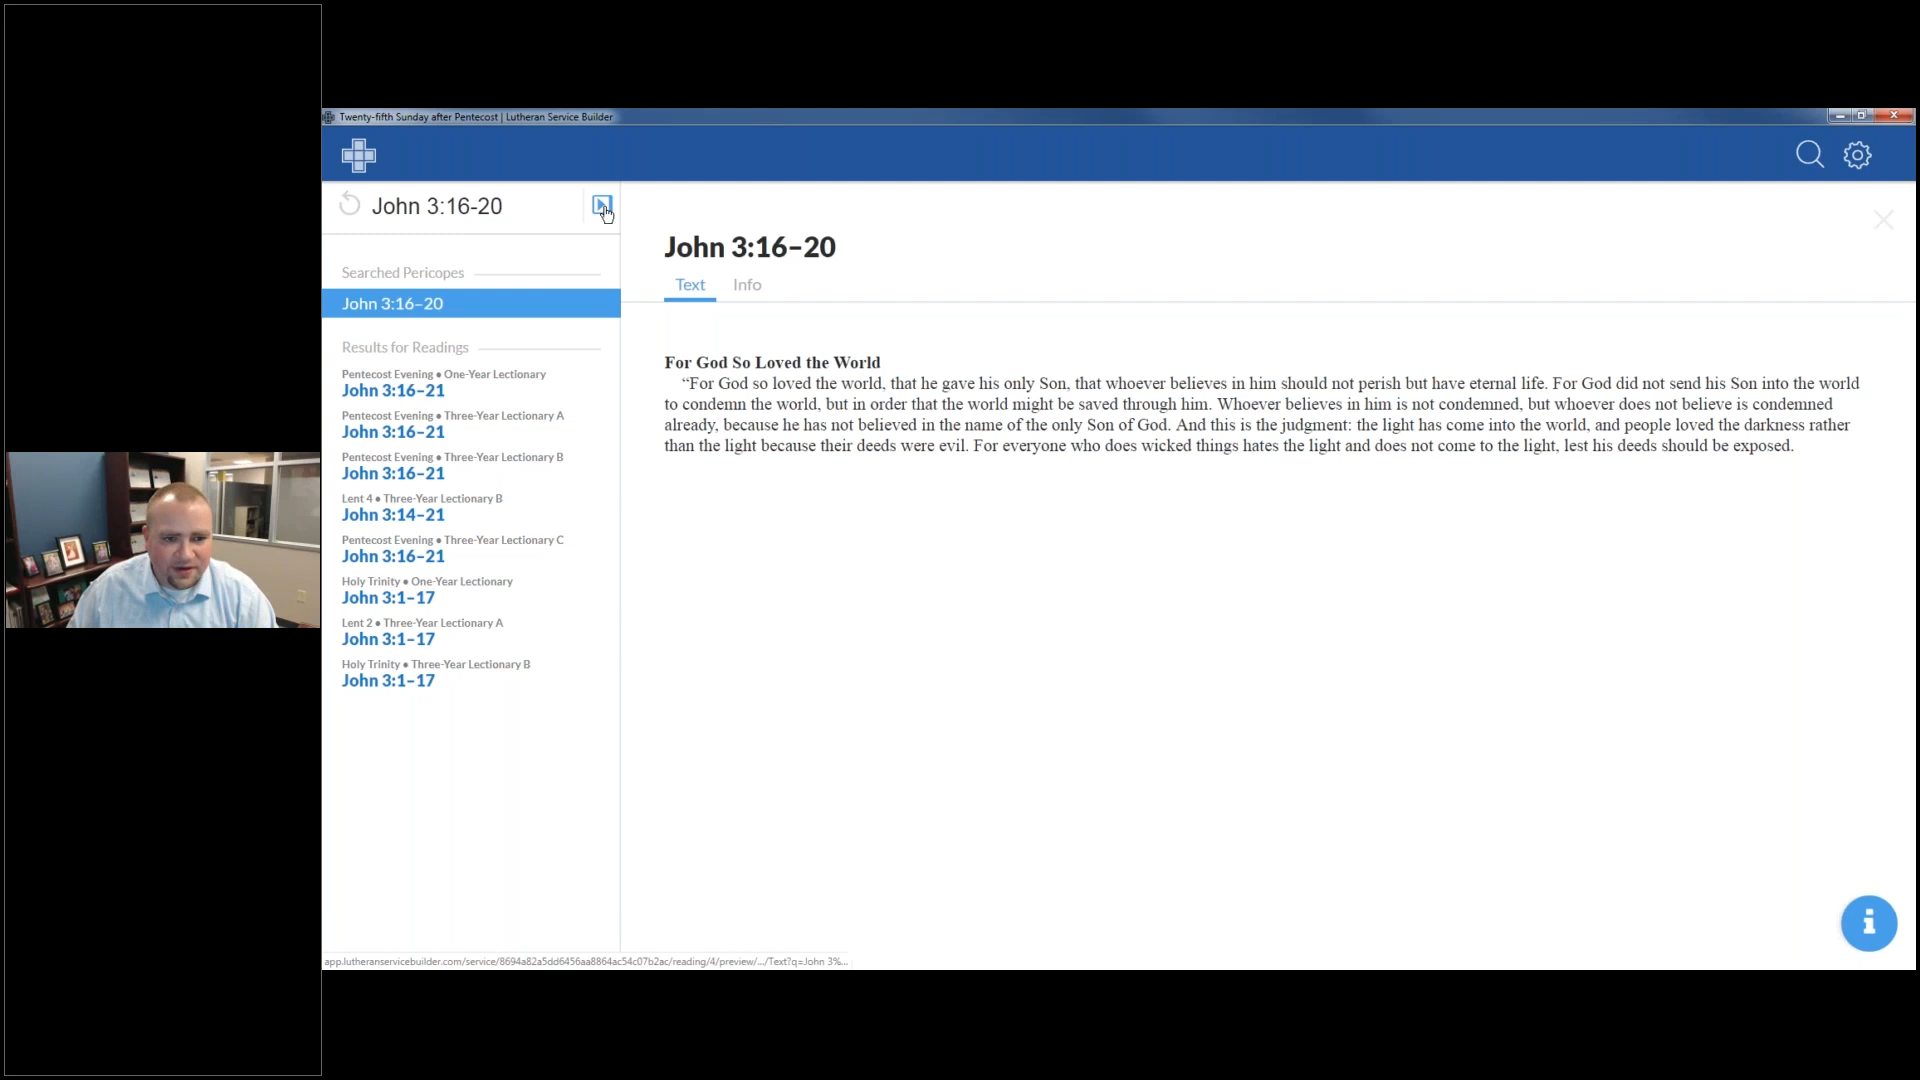 Twenty-fifth Sunday after Pentecost | Lutheran Service Builder
John 3:16-20
Searched Pericopes
John 3:16–20
Results for Readings
Pentecost Evening • One-Year Lectionary
John 3:16–21
Pentecost Evening • Three-Year Lectionary A
John 3:16–21
Pentecost Evening • Three-Year Lectionary B
John 3:16–21
Lent 4 • Three-Year Lectionary B
John 3:14–21
Pentecost Evening • Three-Year Lectionary C
John 3:16–21
Holy Trinity • One-Year Lectionary
John 3:1–17
Lent 2 • Three-Year Lectionary A
John 3:1–17
Holy Trinity • Three-Year Lectionary B
John 3:1–17
John 3:16–20
Text Info
For God So Loved the World
“For God so loved the world, that he gave his only Son, that whoever believes in him should not perish but have eternal life. For God did not send his Son into the world
to condemn the world, but in order that the world might be saved through him. Whoever believes in him is not condemned, but whoever does not believe is condemned
already, because he has not believed in the name of the only Son of God. And this is the judgment: the light has come into the world, and people loved the darkness rather
than the light because their deeds were evil. For everyone who does wicked things hates the light and does not come to the light, lest his deeds should be exposed.
i
app.lutheranservicebuilder.com/service/8694a82a5dd6456aa8864ac54c07b2ac/reading/4/preview/.../Text?q=John 3%...